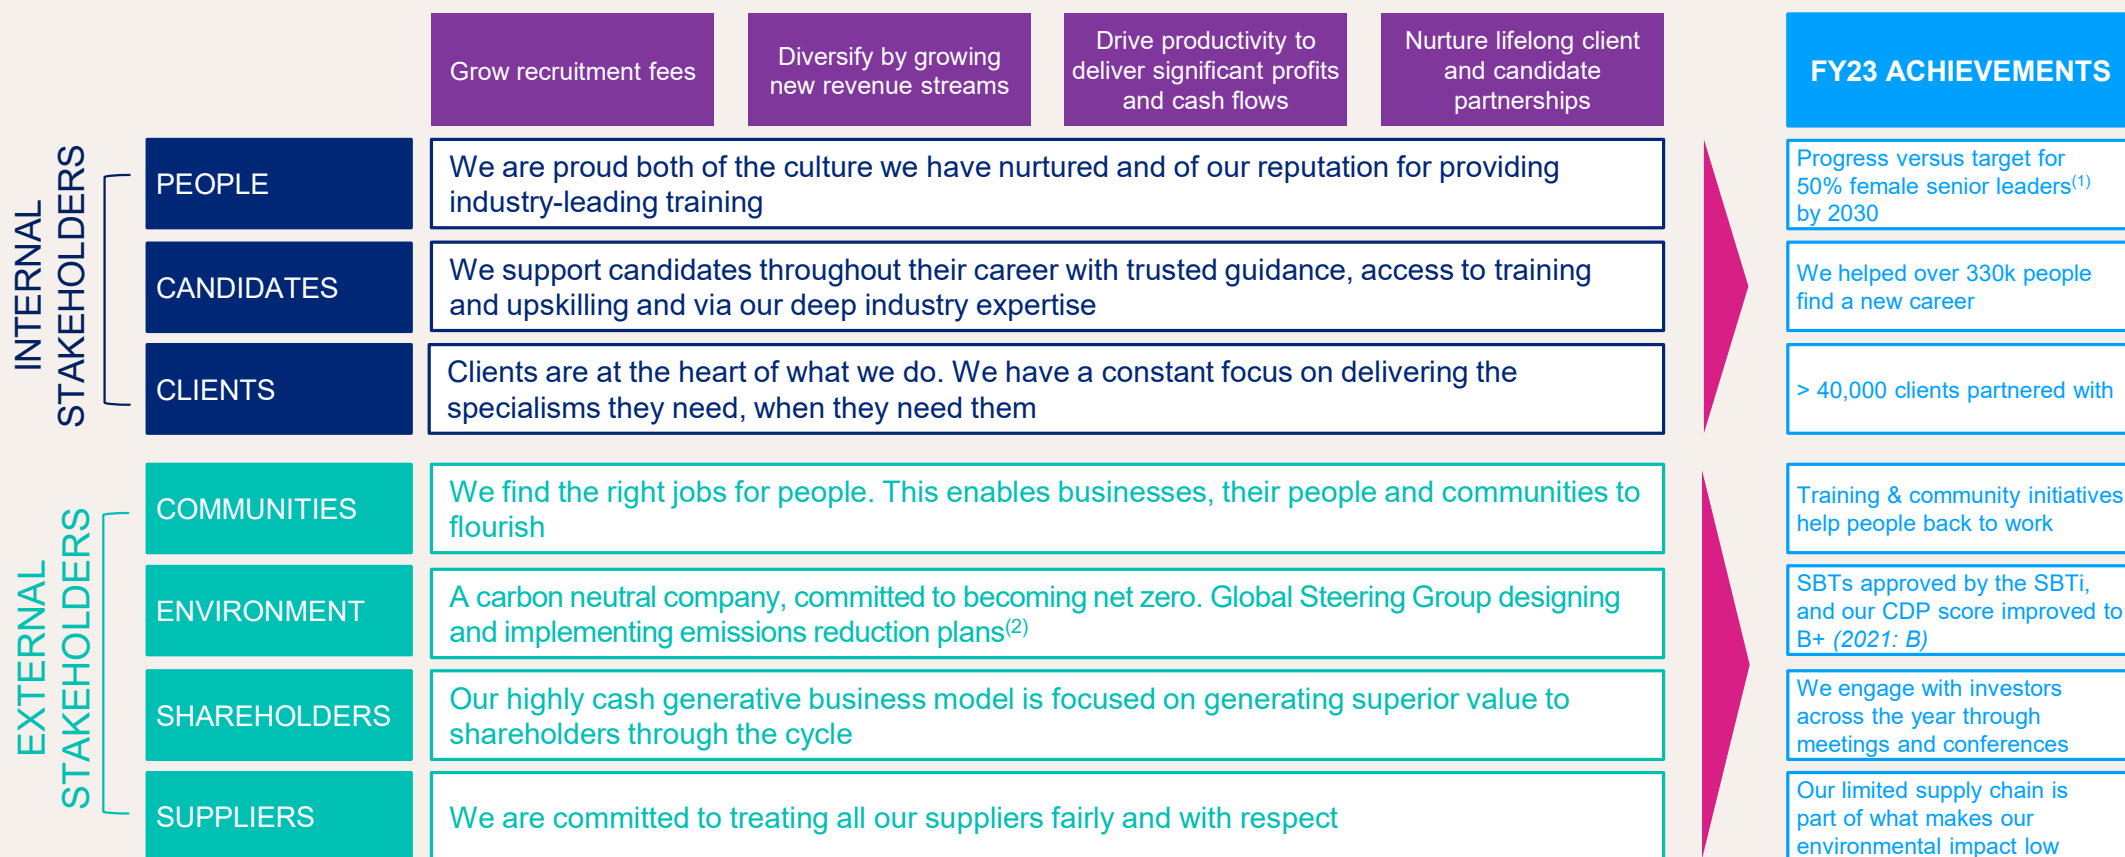 Grow recruitment fees
Diversify by growing
new revenue streams
Drive productivity to
deliver significant profits
and cash flows
Nurture lifelong client
and candidate
partnerships
FY23 ACHIEVEMENTS
INTERNAL
STAKEHOLDERS
PEOPLE
We are proud both of the culture we have nurtured and of our reputation for providing
industry-leading training
Progress versus target for
50% female senior leaders(1)
by 2030
CANDIDATES
We support candidates throughout their career with trusted guidance, access to training
and upskilling and via our deep industry expertise
We helped over 330k people
find a new career
CLIENTS
Clients are at the heart of what we do. We have a constant focus on delivering the
specialisms they need, when they need them
> 40,000 clients partnered with
EXTERNAL
STAKEHOLDERS
COMMUNITIES
We find the right jobs for people. This enables businesses, their people and communities to
flourish
Training & community initiatives
help people back to work
ENVIRONMENT
A carbon neutral company, committed to becoming net zero. Global Steering Group designing
and implementing emissions reduction plans(2)
SBTs approved by the SBTi,
and our CDP score improved to
B+ (2021: B)
SHAREHOLDERS
Our highly cash generative business model is focused on generating superior value to
shareholders through the cycle
We engage with investors
across the year through
meetings and conferences
SUPPLIERS
We are committed to treating all our suppliers fairly and with respect
Our limited supply chain is
part of what makes our
environmental impact low